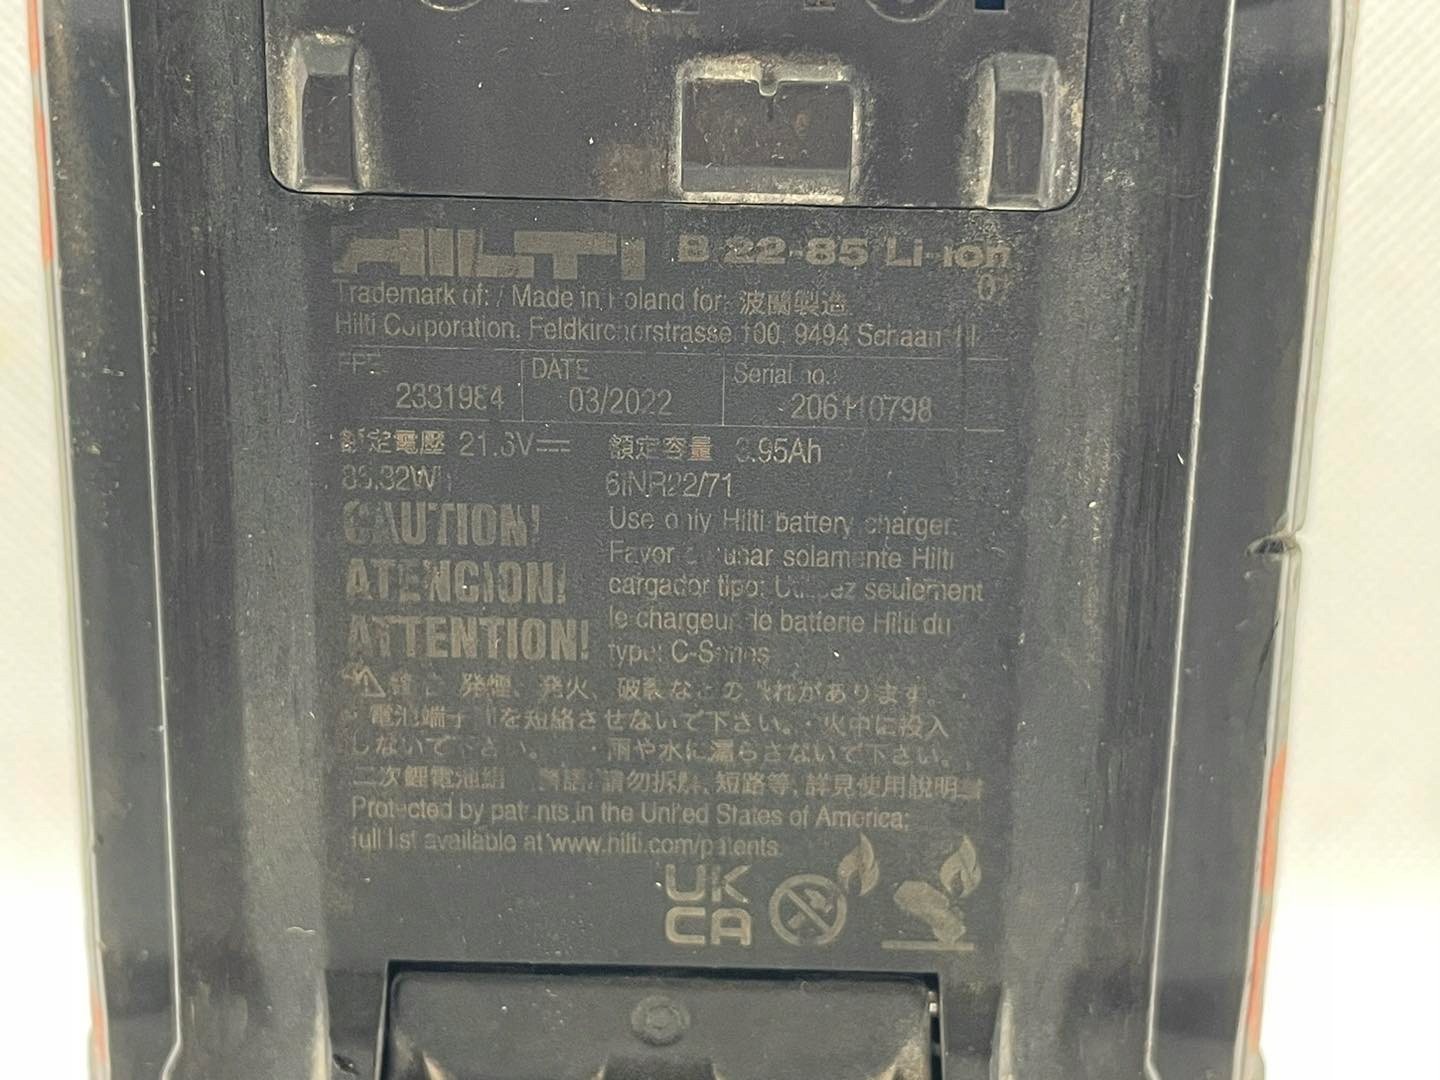 HILTI B 22-85 Li-Ion
Trademark of: / Made in Poland for: 波蘭製造
Hilti Corporation, Feldkircherstrasse 100, 9494 Schaan
DATE Serial no.:
03/2022 206110798
額定電壓 21.6V 額定容量 3.95Ah
6INR22/71
CAUTION! Use only Hilti battery charger.
ATENCION! Favor de usar solamente Hilti
cargador tipo: Utilizez seulement
ATTENTION! le chargeur de batterie Hilti du
type: C-Series
発煙、発火、破裂などの恐れがあります。
電池端子 を短絡させないで下さい。・火中に投入
しないで下さい。 ・雨や水に濡らさないで下さい。
二次鋰電池組 請勿拆解, 短路等, 詳見使用說明書
Protected by patents in the United States of America;
full list available at www.hilti.com/patents
UK
CA